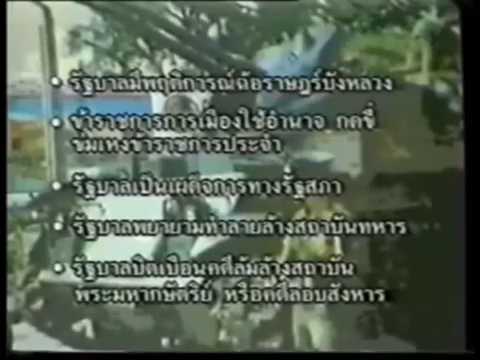 • รัฐบาลมีพฤติการณ์ฉ้อราษฎร์บังหลวง
• ข้าราชการการเมืองใช้อำนาจ กดขี่
ข่มเหงข้าราชการประจำ
• รัฐบาลเป็นเผด็จการทางรัฐสภา
• รัฐบาลพยายามทำลายล้างสถาบันทหาร
• รัฐบาลบิดเบือนคดีล้มล้างสถาบัน
พระมหากษัตริย์ หรือคดีลอบสังหาร